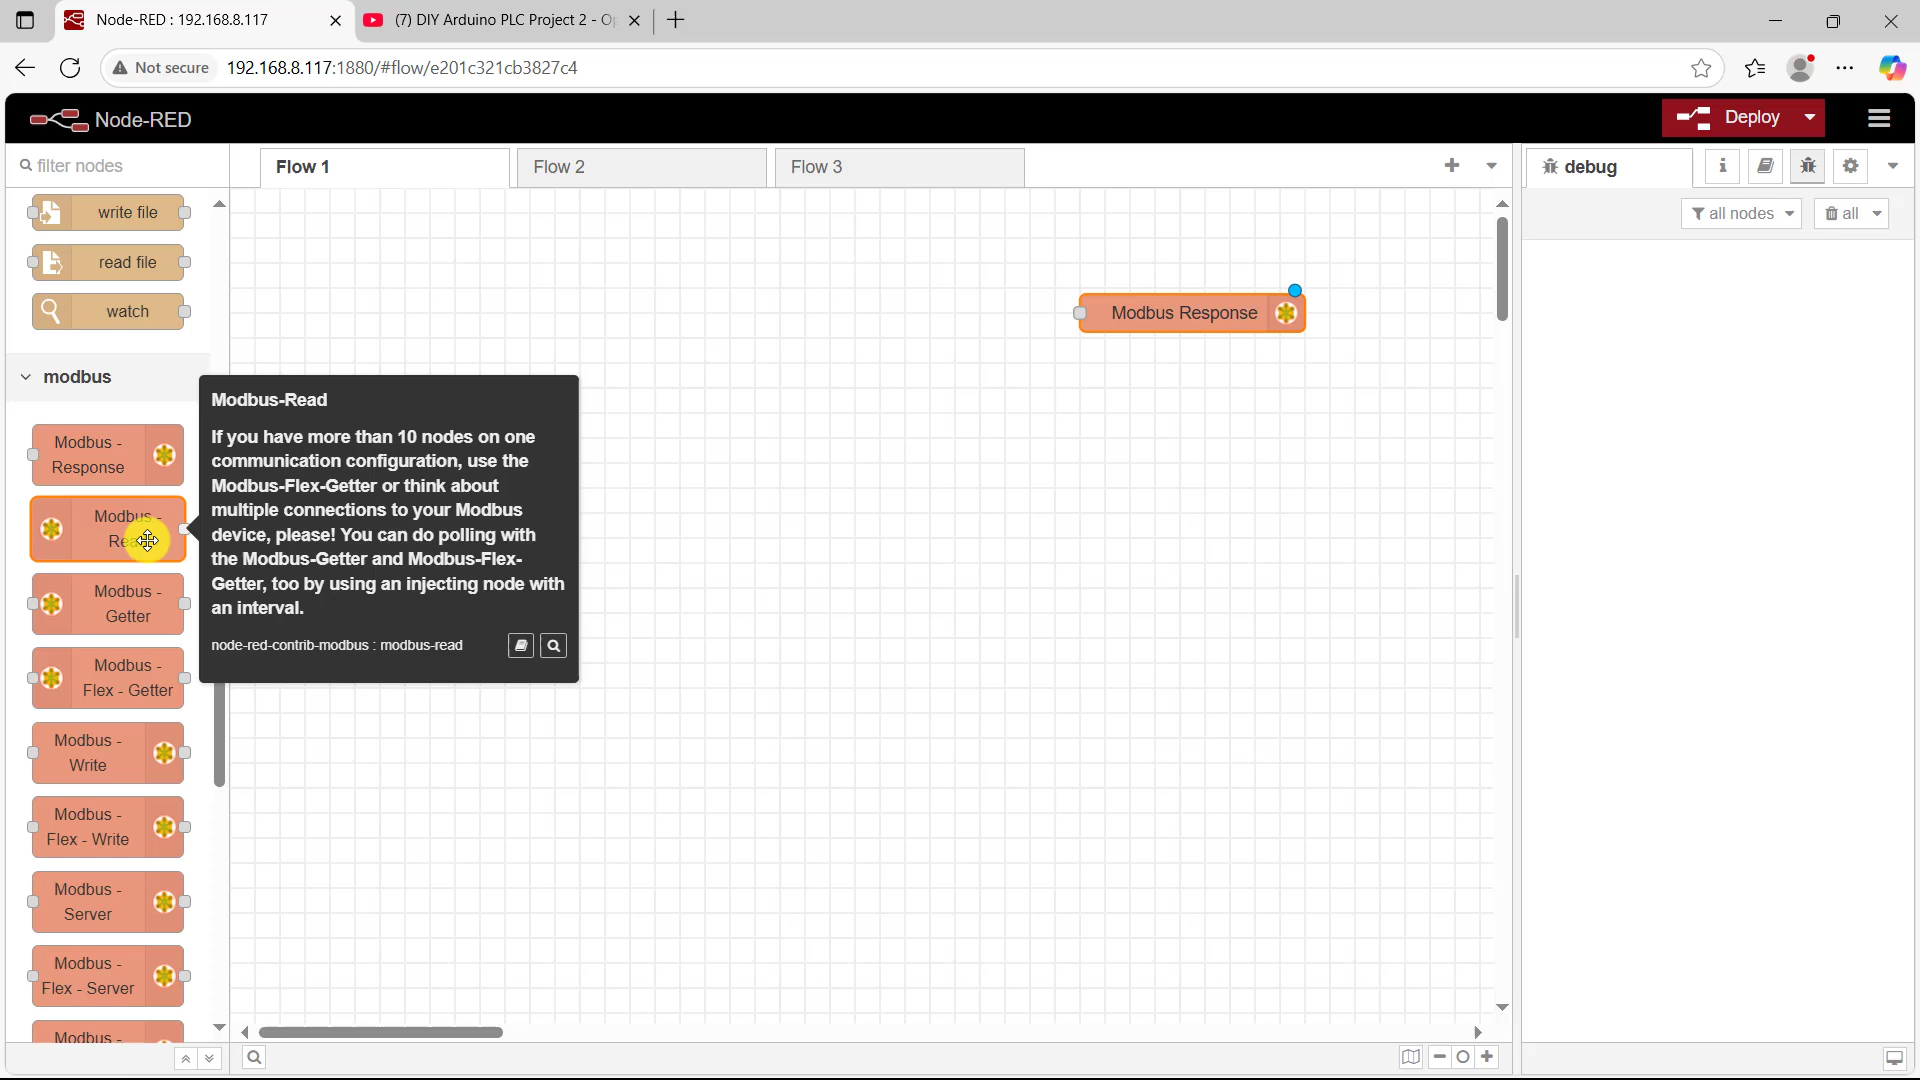 Node-RED : 192.168.8.117
(7) DIY Arduino PLC Project 2 - Op
Not secure
192.168.8.117:1880/#flow/e201c321cb3827c4
Node-RED
Deploy
filter nodes
Flow 1
Flow 2
Flow 3
debug
all nodes
all
write file
read file
watch
modbus
Modbus -
Response
Modbus -
Modbus -
Getter
Modbus -
Flex - Getter
Modbus -
Write
Modbus -
Flex - Write
Modbus -
Server
Modbus -
Flex - Server
Modbus -
Modbus-Read
If you have more than 10 nodes on one
communication configuration, use the
Modbus-Flex-Getter or think about
multiple connections to your Modbus
device, please! You can do polling with
the Modbus-Getter and Modbus-Flex-
Getter, too by using an injecting node with
an interval.
node-red-contrib-modbus : modbus-read
Modbus Response